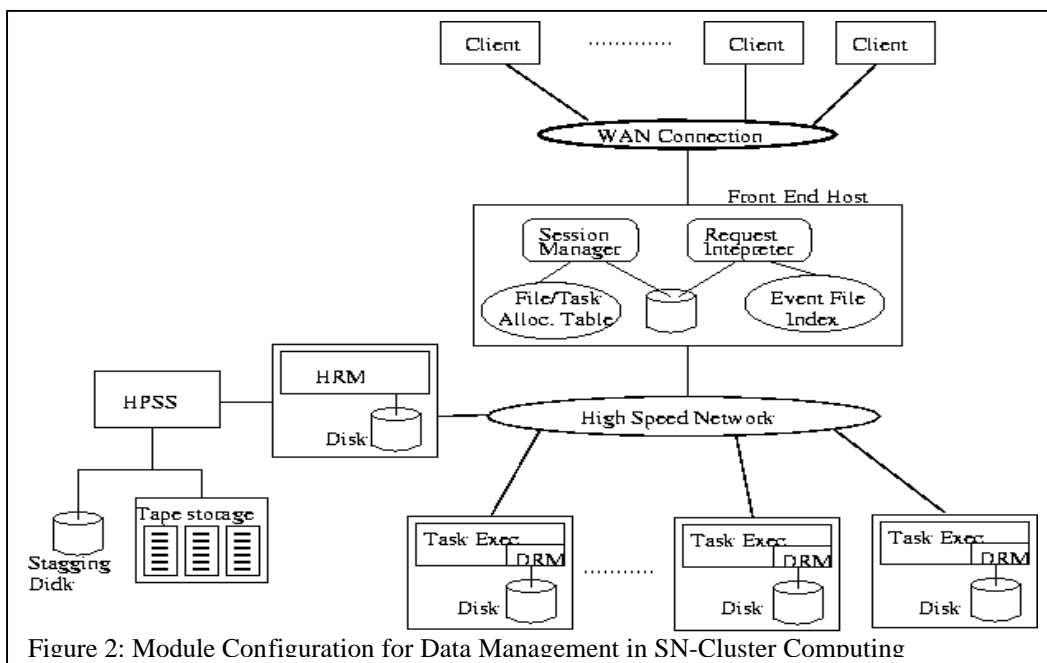 Client ............... Client Client
WAN Connection
Front End Host
Session
Manager
Request
Intepreter
File/Task
Alloc. Table
Event File
Index
HRM
Disk
HPSS
High Speed Network
Stagging
Didk
Tape storage
Task Exec
DRM
Disk
............
Task Exec
DRM
Disk
Task Exec
DRM
Disk
Figure 2: Module Configuration for Data Management in SN-Cluster Computing